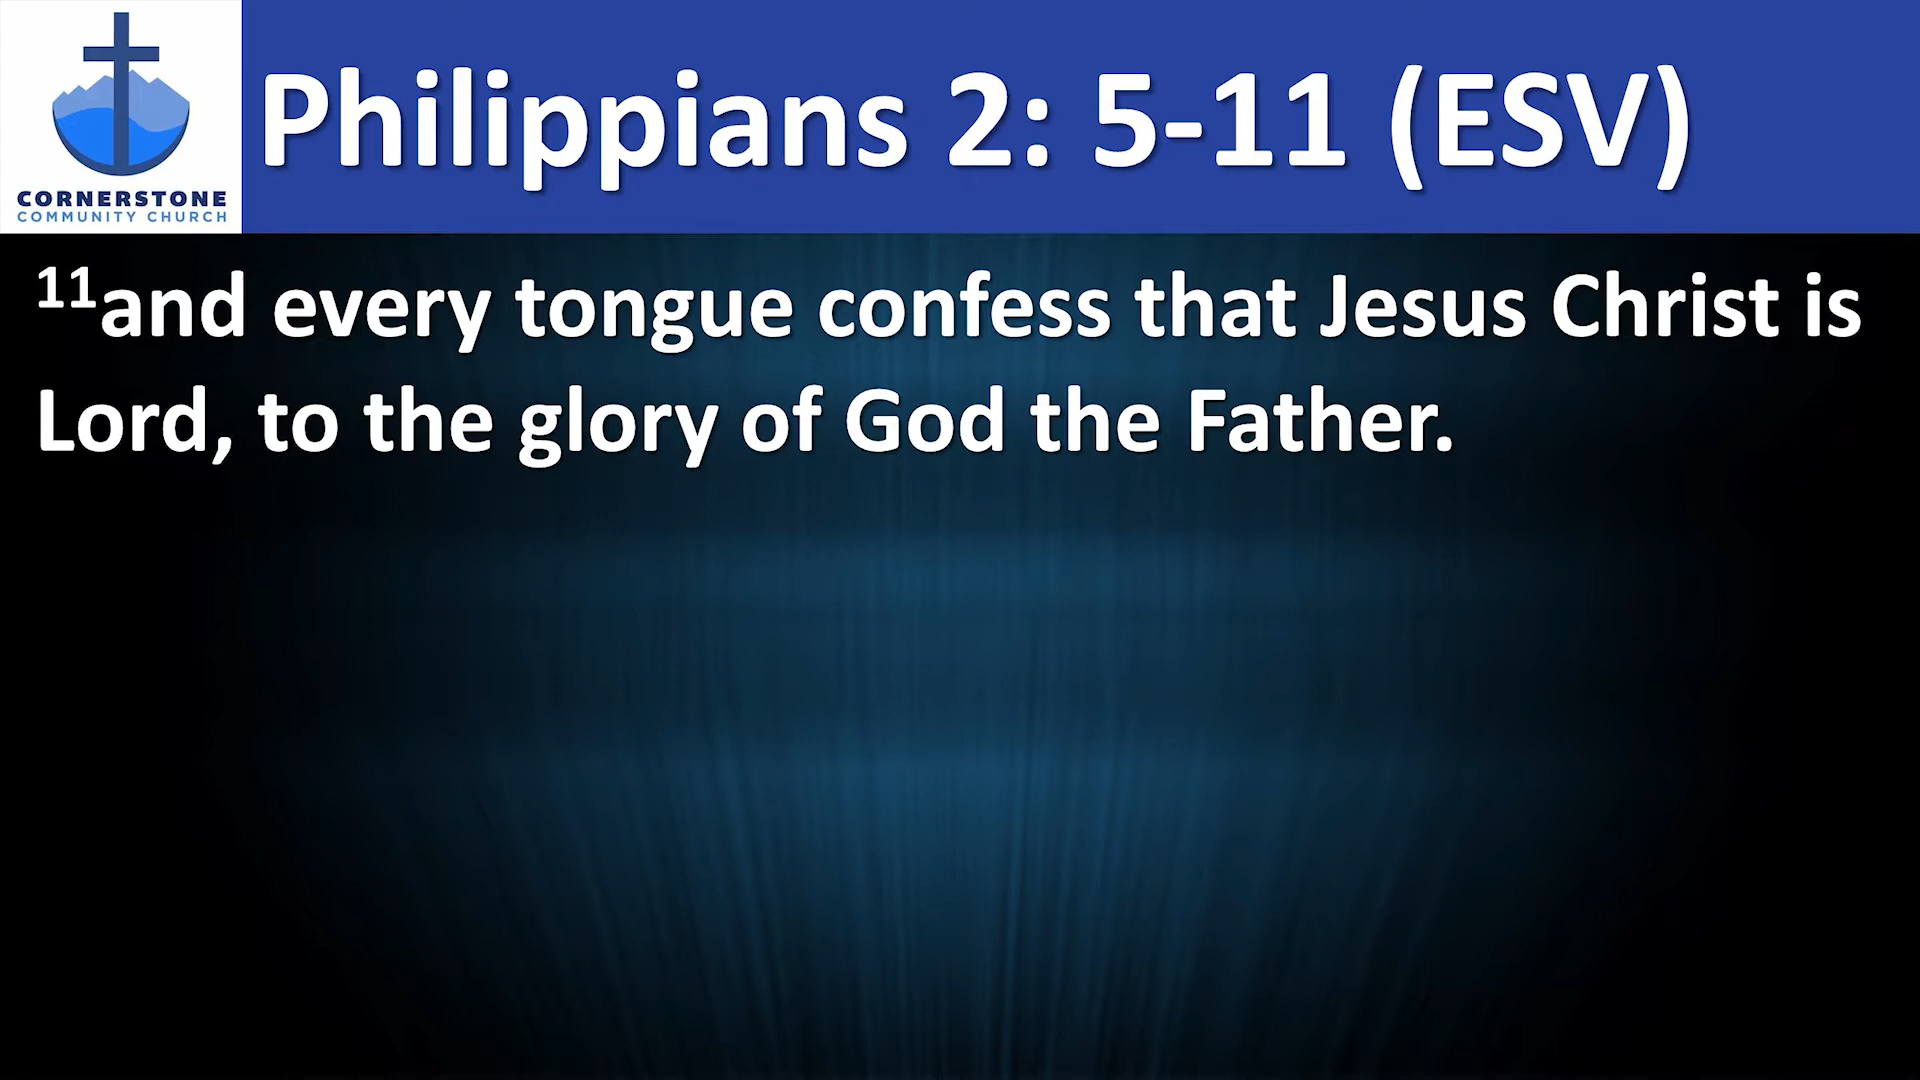 CORNERSTONE
COMMUNITY CHURCH
Philippians 2: 5-11 (ESV)
11and every tongue confess that Jesus Christ is
Lord, to the glory of God the Father.